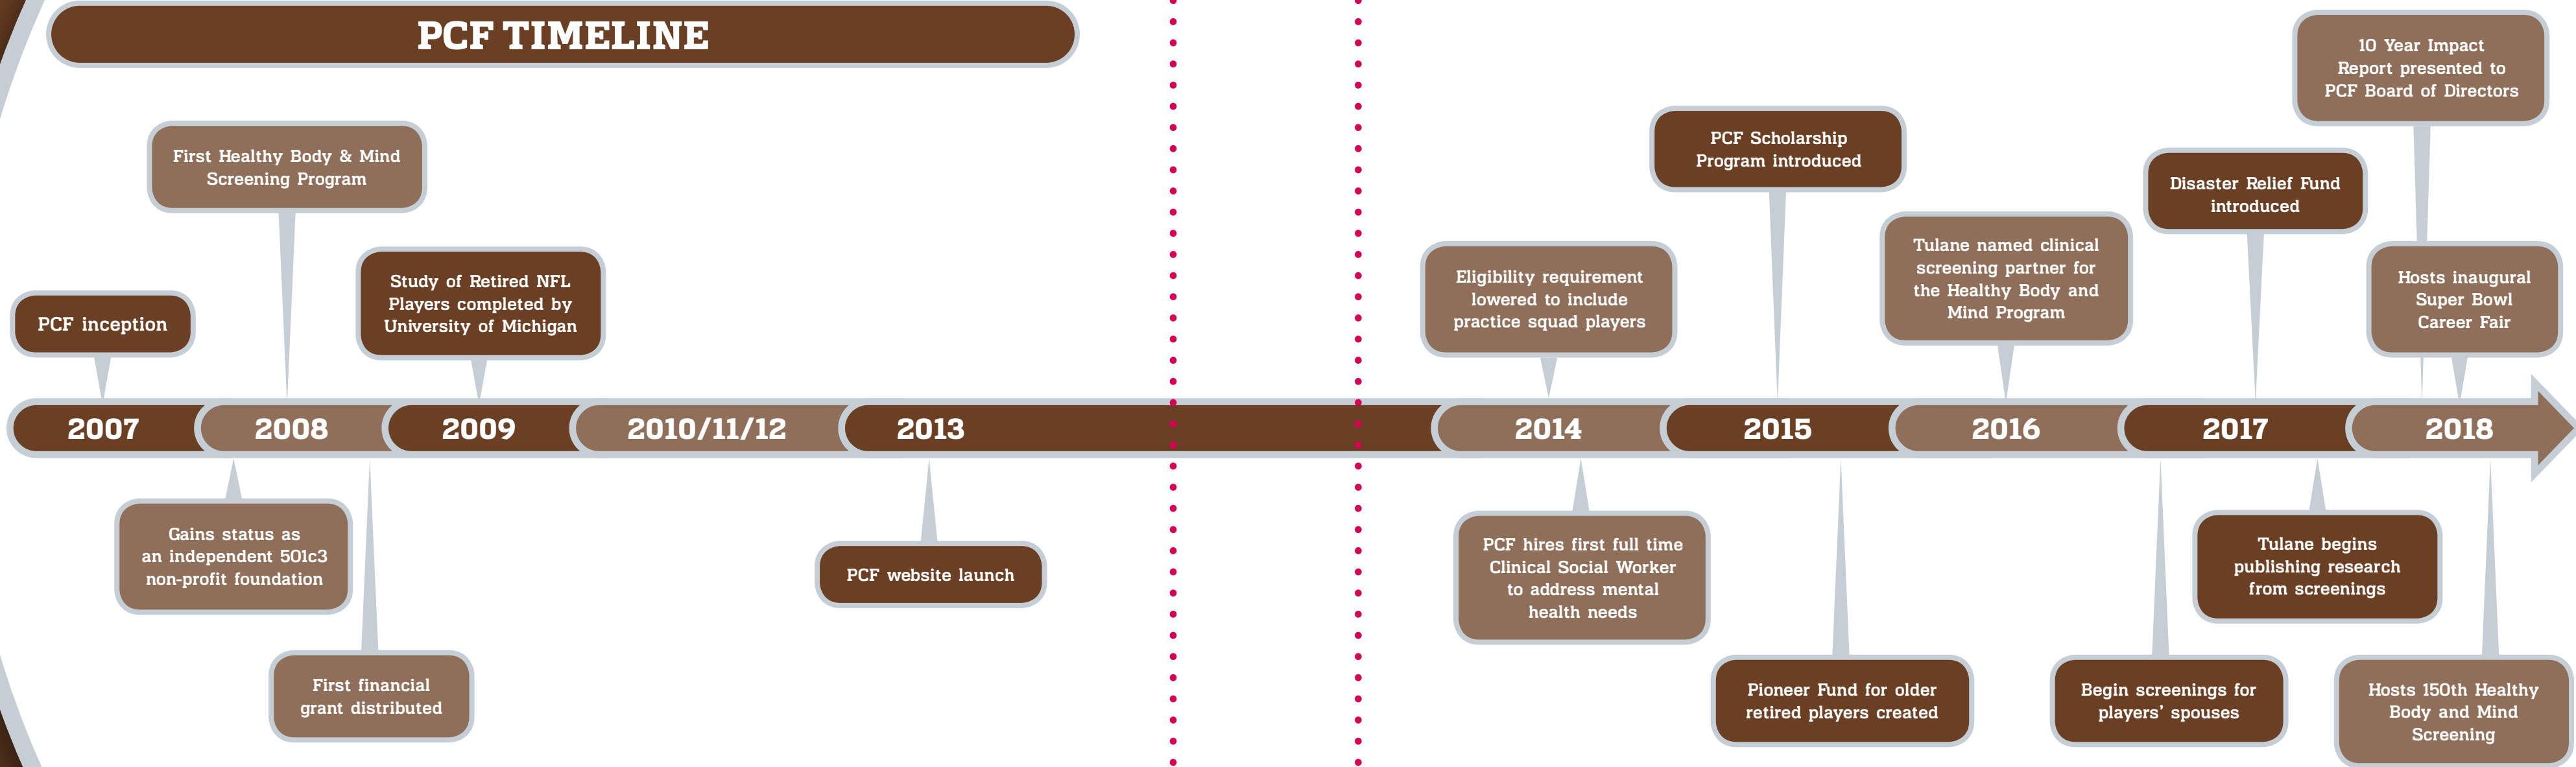 PCF TIMELINE
10 Year Impact
Report presented to
PCF Board of Directors
PCF Scholarship
Program introduced
First Healthy Body & Mind
Screening Program
Disaster Relief Fund
introduced
Tulane named clinical
screening partner for
the Healthy Body and
Mind Program
Study of Retired NFL
Players completed by
University of Michigan
Eligibility requirement
lowered to include
practice squad players
Hosts inaugural
Super Bowl
Career Fair
PCF inception
2007
2008
2009
2010/11/12
2013
2014
2015
2016
2017
2018
Gains status as
an independent 501c3
non-profit foundation
PCF website launch
PCF hires first full time
Clinical Social Worker
to address mental
health needs
Tulane begins
publishing research
from screenings
First financial
grant distributed
Pioneer Fund for older
retired players created
Begin screenings for
players’ spouses
Hosts 150th Healthy
Body and Mind
Screening